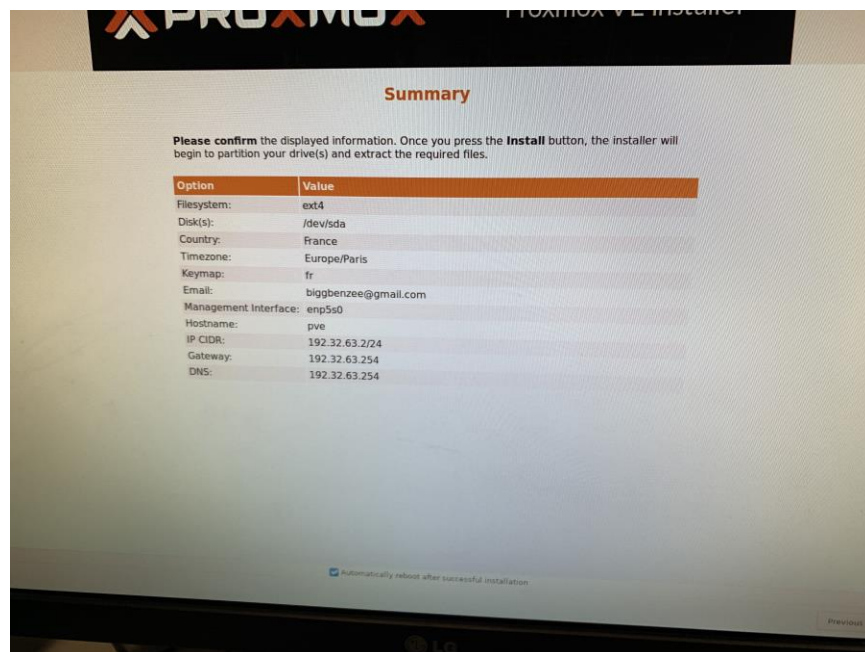 PROXMOX
Proxmox VE Installer
Summary
Please confirm the displayed information. Once you press the Install button, the installer will
begin to partition your drive(s) and extract the required files.
Option Value
Filesystem: ext4
Disk(s): /dev/sda
Country: France
Timezone: Europe/Paris
Keymap: fr
Email: biggbenzee@gmail.com
Management Interface: enp5s0
Hostname: pve
IP CIDR: 192.32.63.2/24
Gateway: 192.32.63.254
DNS: 192.32.63.254
Automatically reboot after successful installation
Previous
LG